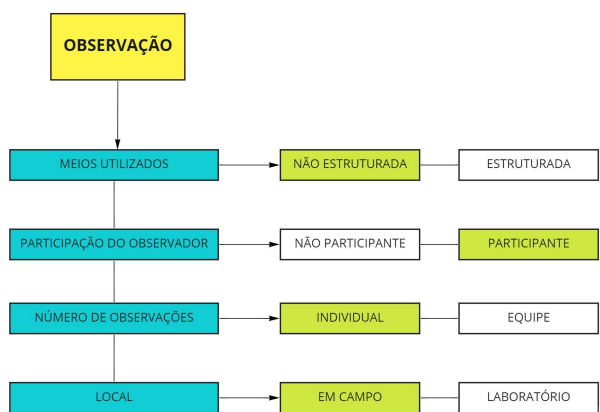 OBSERVAÇÃO
MEIOS UTILIZADOS
NÃO ESTRUTURADA
ESTRUTURADA
PARTICIPAÇÃO DO OBSERVADOR
NÃO PARTICIPANTE
PARTICIPANTE
NÚMERO DE OBSERVAÇÕES
INDIVIDUAL
EQUIPE
LOCAL
EM CAMPO
LABORATÓRIO